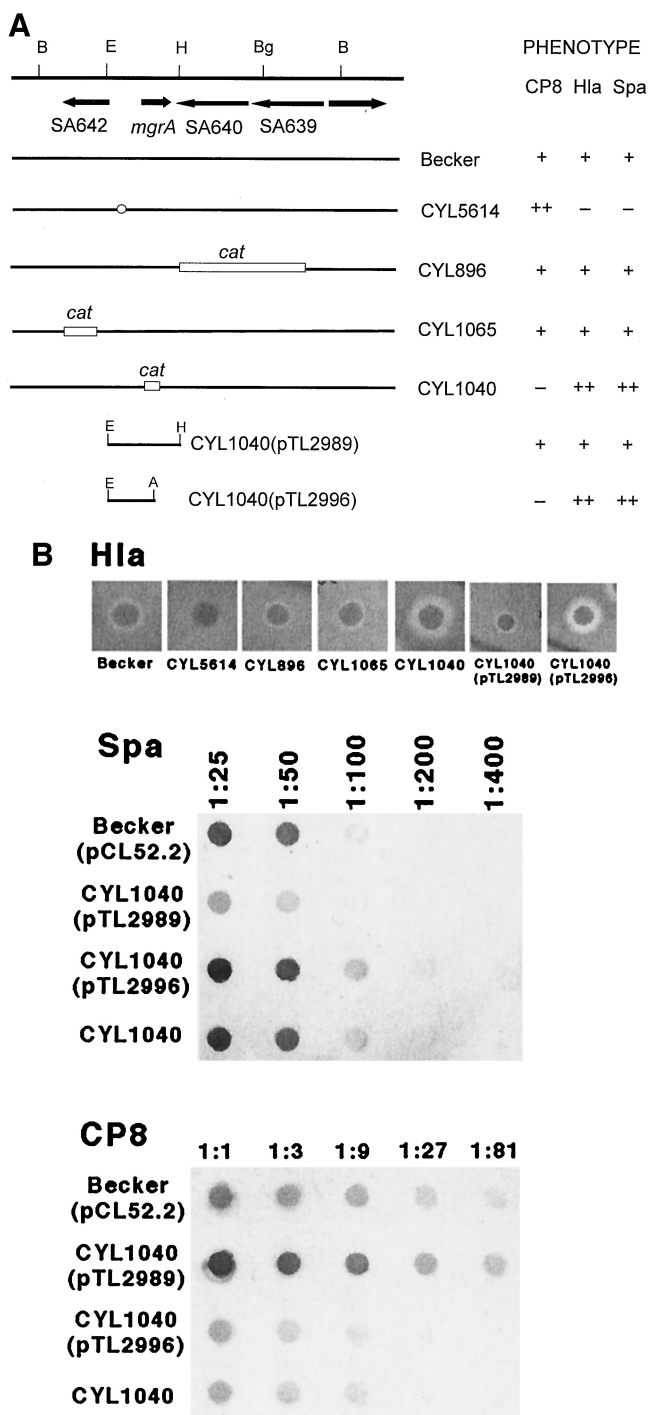 A
B E H Bg B PHENOTYPE
CP8 Hla Spa
SA642 mgrA SA640 SA639
Becker + + +
CYL5614 ++ – –
cat
CYL896 + + +
cat
CYL1065 + + +
cat
CYL1040 – ++ ++
E H
CYL1040(pTL2989) + + +
E A
CYL1040(pTL2996) – ++ ++
B Hla
Becker CYL5614 CYL896 CYL1065 CYL1040 CYL1040 CYL1040
(pTL2989) (pTL2996)
Spa 1:25 1:50 1:100 1:200 1:400
Becker
(pCL52.2)
CYL1040
(pTL2989)
CYL1040
(pTL2996)
CYL1040
CP8
1:1 1:3 1:9 1:27 1:81
Becker
(pCL52.2)
CYL1040
(pTL2989)
CYL1040
(pTL2996)
CYL1040